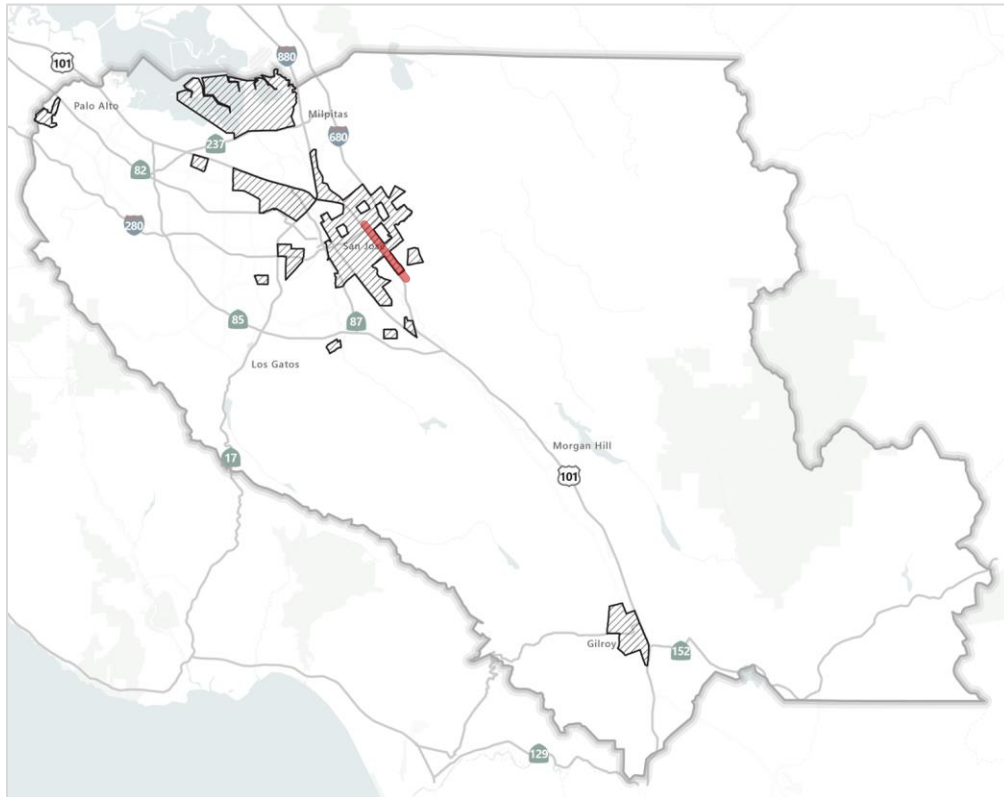 880
101
Palo Alto
Milpitas
680
237
82
280
San Jose
85
87
Los Gatos
Morgan Hill
17
101
Gilroy
152
129